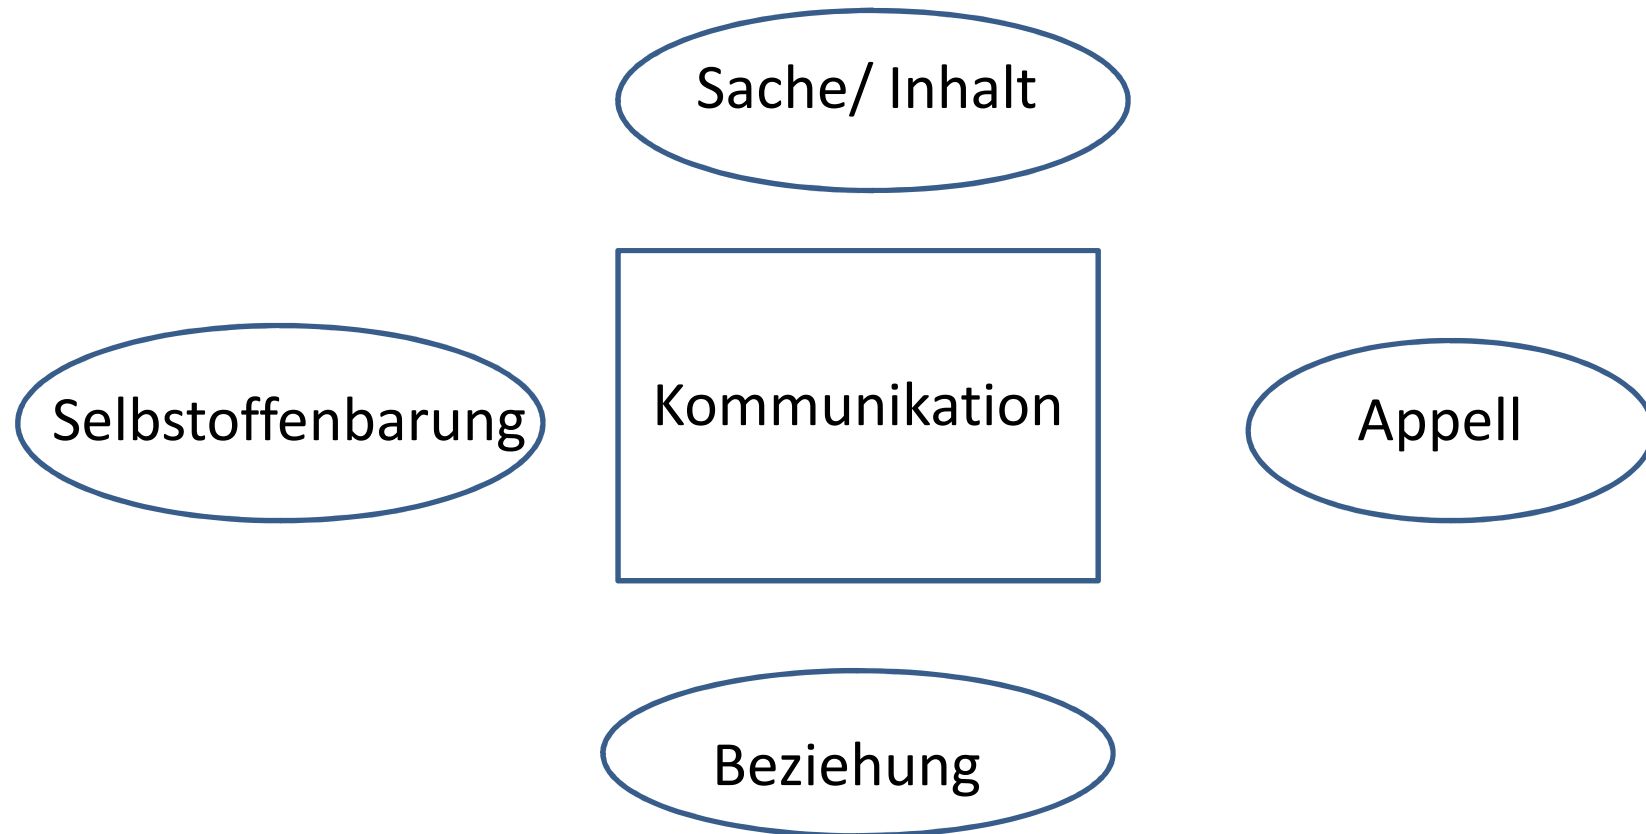 Sache/ Inhalt
Selbstoffenbarung
Kommunikation
Appell
Beziehung